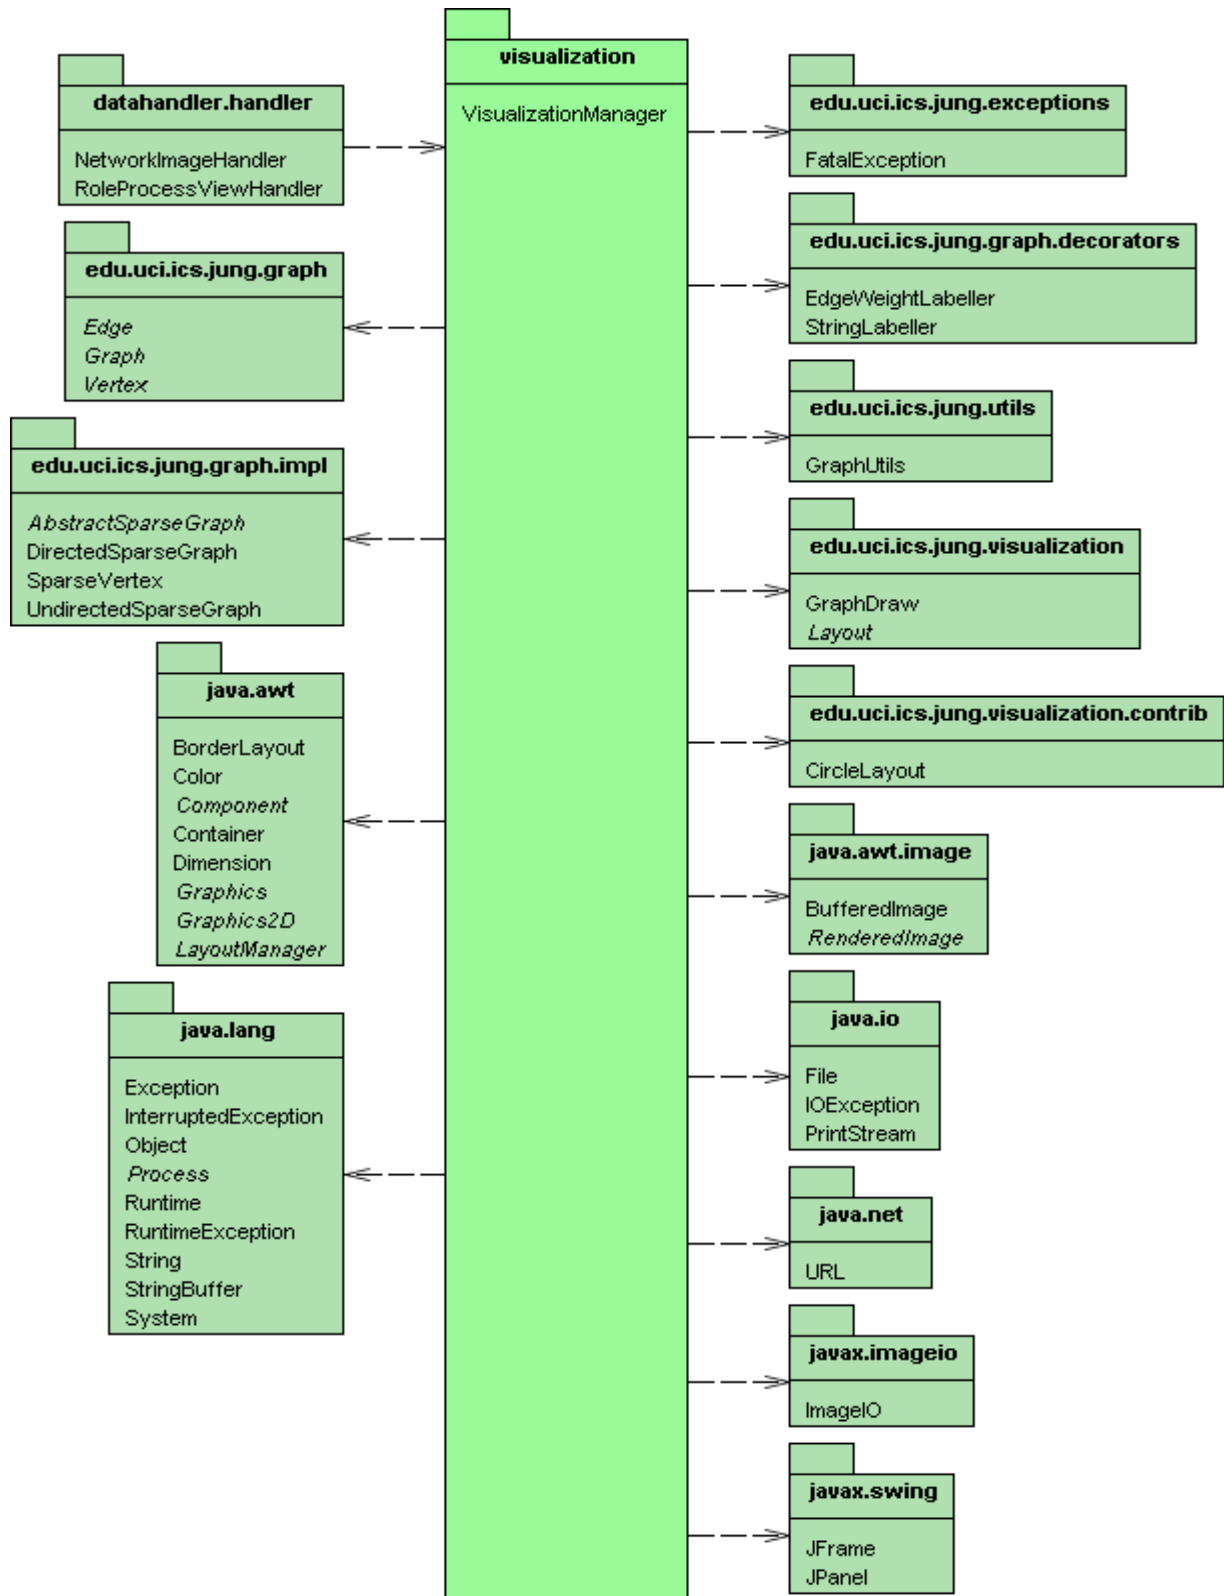 visualization
VisualizationManager
datahandler.handler
NetworkImageHandler
RoleProcessViewHandler
edu.uci.ics.jung.graph
Edge
Graph
Vertex
edu.uci.ics.jung.graph.impl
AbstractSparseGraph
DirectedSparseGraph
SparseVertex
UndirectedSparseGraph
java.awt
BorderLayout
Color
Component
Container
Dimension
Graphics
Graphics2D
LayoutManager
java.lang
Exception
InterruptedException
Object
Process
Runtime
RuntimeException
String
StringBuffer
System
edu.uci.ics.jung.exceptions
FatalException
edu.uci.ics.jung.graph.decorators
EdgeWeightLabeller
StringLabeller
edu.uci.ics.jung.utils
GraphUtils
edu.uci.ics.jung.visualization
GraphDraw
Layout
edu.uci.ics.jung.visualization.contrib
CircleLayout
java.awt.image
BufferedImage
RenderedImage
java.io
File
IOException
PrintStream
java.net
URL
javax.imageio
ImageIO
javax.swing
JFrame
JPanel